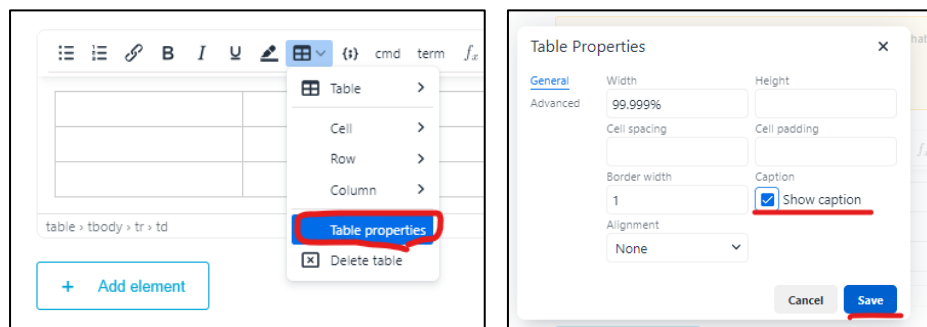 B I U {;} cmd term fx
Table
Cell
Row
Column
Table properties
Delete table
table › tbody › tr › td
+ Add element
Table Properties ×
General
Advanced
Width
99.999%
Height
Cell spacing
Cell padding
Border width
1
Caption
Show caption
Alignment
None
Cancel Save
hat